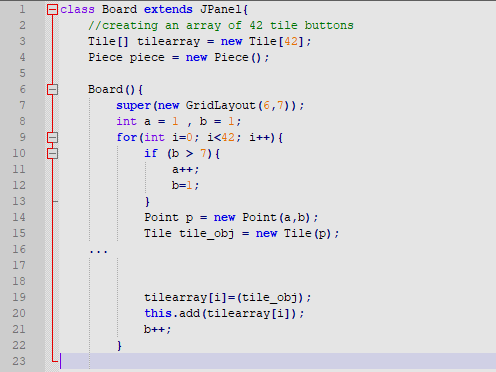 1 class Board extends JPanel{
2 //creating an array of 42 tile buttons
3 Tile[] tilearray = new Tile[42];
4 Piece piece = new Piece();
5
6 Board(){
7 super(new GridLayout(6,7));
8 int a = 1 , b = 1;
9 for(int i=0; i<42; i++){
10 if (b > 7){
11 a++;
12 b=1;
13 }
14 Point p = new Point(a,b);
15 Tile tile_obj = new Tile(p);
16 ...
17
18
19 tilearray[i]=(tile_obj);
20 this.add(tilearray[i]);
21 b++;
22 }
23